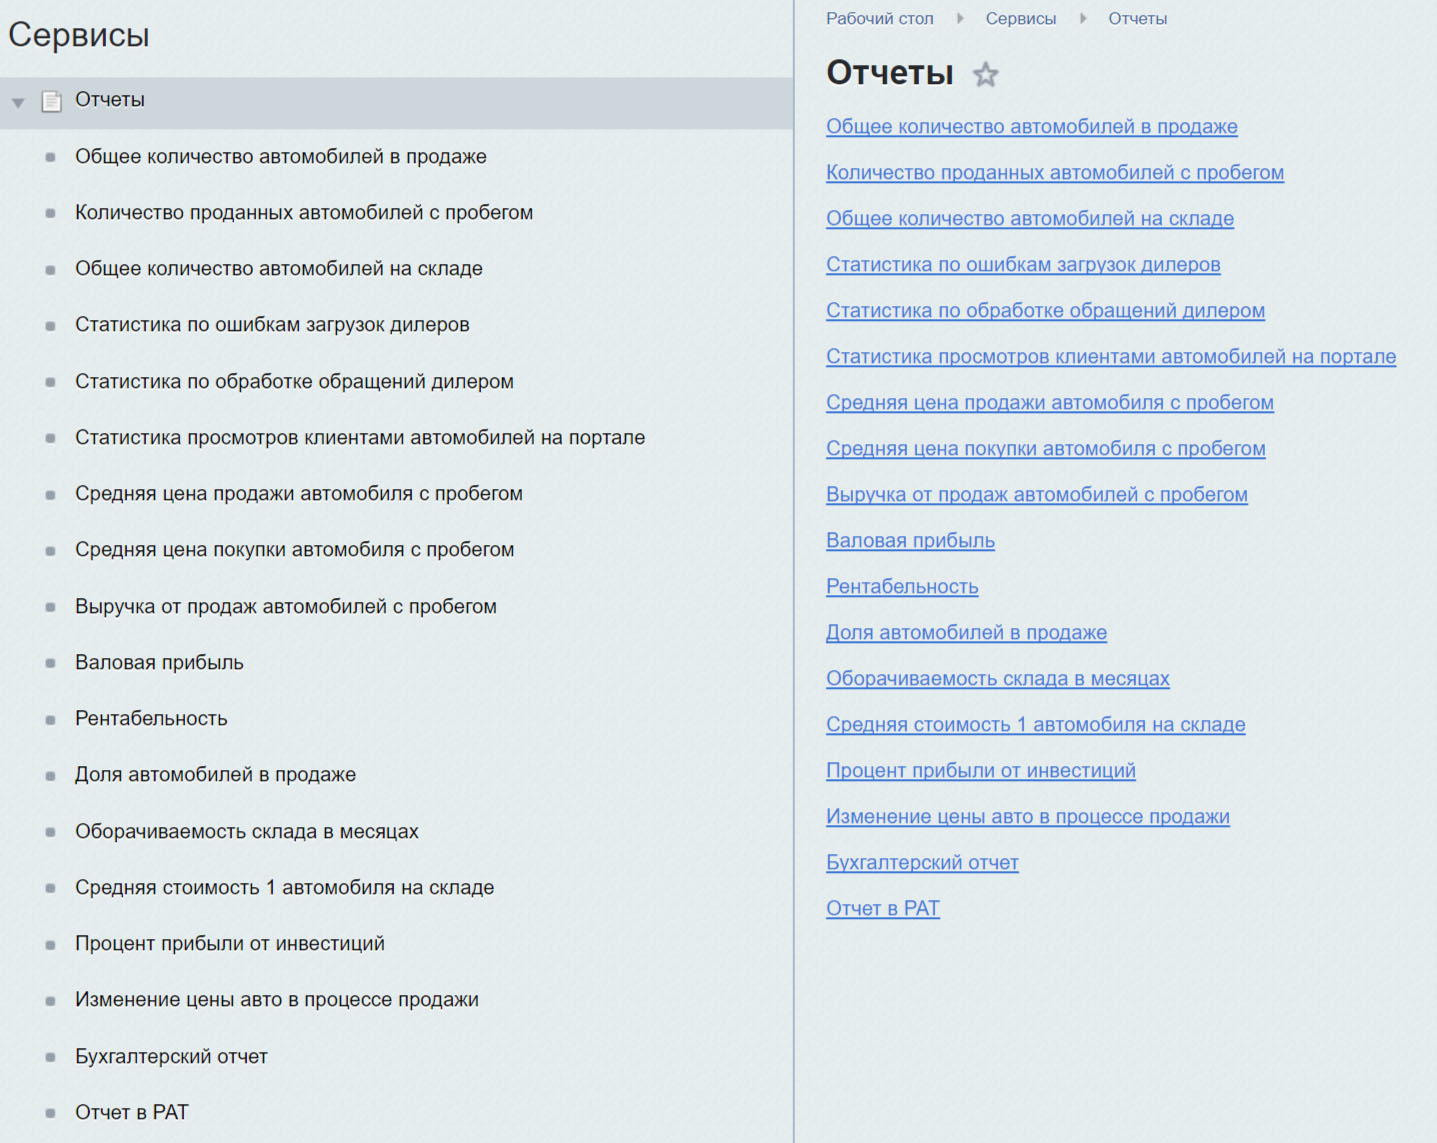 Сервисы
Отчеты
Общее количество автомобилей в продаже
Количество проданных автомобилей с пробегом
Общее количество автомобилей на складе
Статистика по ошибкам загрузок дилеров
Статистика по обработке обращений дилером
Статистика просмотров клиентами автомобилей на портале
Средняя цена продажи автомобиля с пробегом
Средняя цена покупки автомобиля с пробегом
Выручка от продаж автомобилей с пробегом
Валовая прибыль
Рентабельность
Доля автомобилей в продаже
Оборачиваемость склада в месяцах
Средняя стоимость 1 автомобиля на складе
Процент прибыли от инвестиций
Изменение цены авто в процессе продажи
Бухгалтерский отчет
Отчет в РАТ
Рабочий стол Сервисы Отчеты
Отчеты
Общее количество автомобилей в продаже
Количество проданных автомобилей с пробегом
Общее количество автомобилей на складе
Статистика по ошибкам загрузок дилеров
Статистика по обработке обращений дилером
Статистика просмотров клиентами автомобилей на портале
Средняя цена продажи автомобиля с пробегом
Средняя цена покупки автомобиля с пробегом
Выручка от продаж автомобилей с пробегом
Валовая прибыль
Рентабельность
Доля автомобилей в продаже
Оборачиваемость склада в месяцах
Средняя стоимость 1 автомобиля на складе
Процент прибыли от инвестиций
Изменение цены авто в процессе продажи
Бухгалтерский отчет
Отчет в РАТ